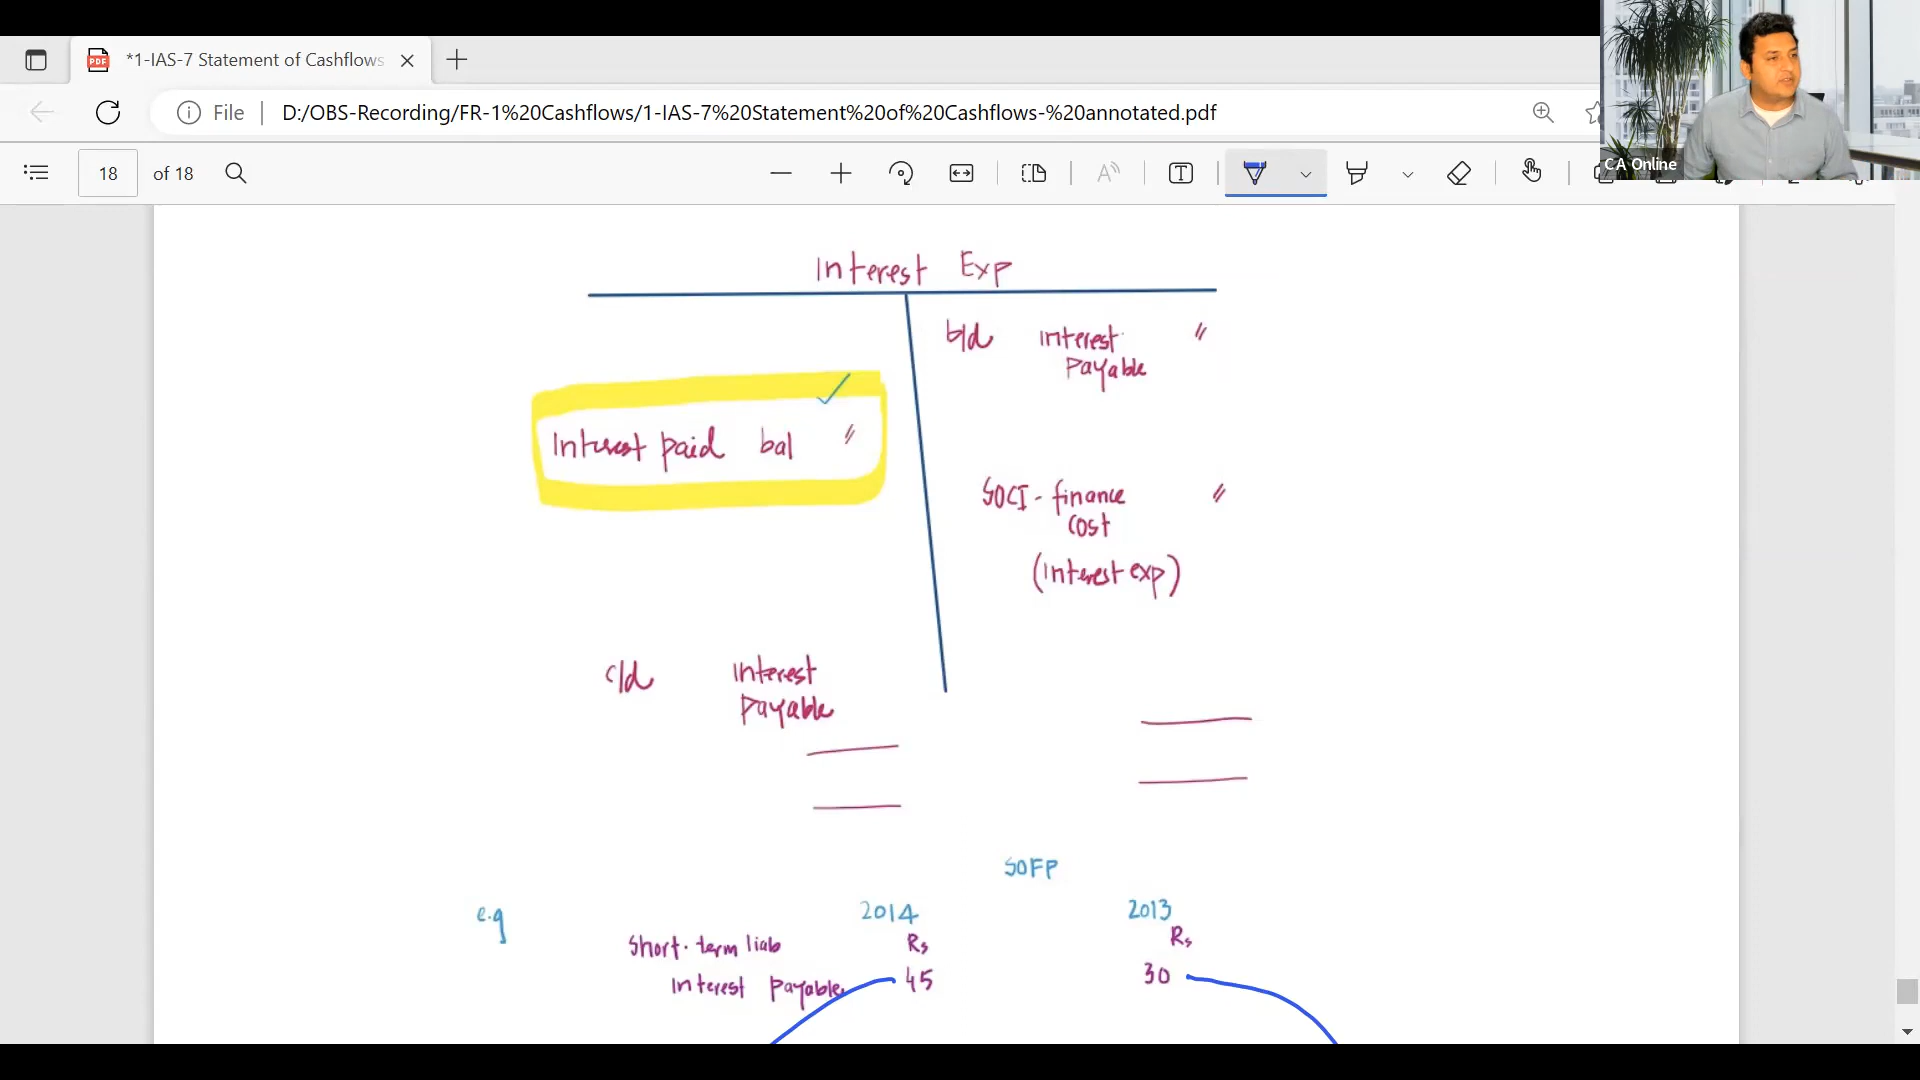 *1-IAS-7 Statement of Cashflows
File D:/OBS-Recording/FR-1%20Cashflows/1-IAS-7%20Statement%20of%20Cashflows-%20annotated.pdf
CA Online
18 of 18
Interest Exp
b/d Interest Payable "
Interest paid bal "
SOCI - finance cost "
(Interest exp)
c/d Interest Payable
SOFP
e.g 2014 2013
Short-term liab Rs Rs
Interest Payable 45 30